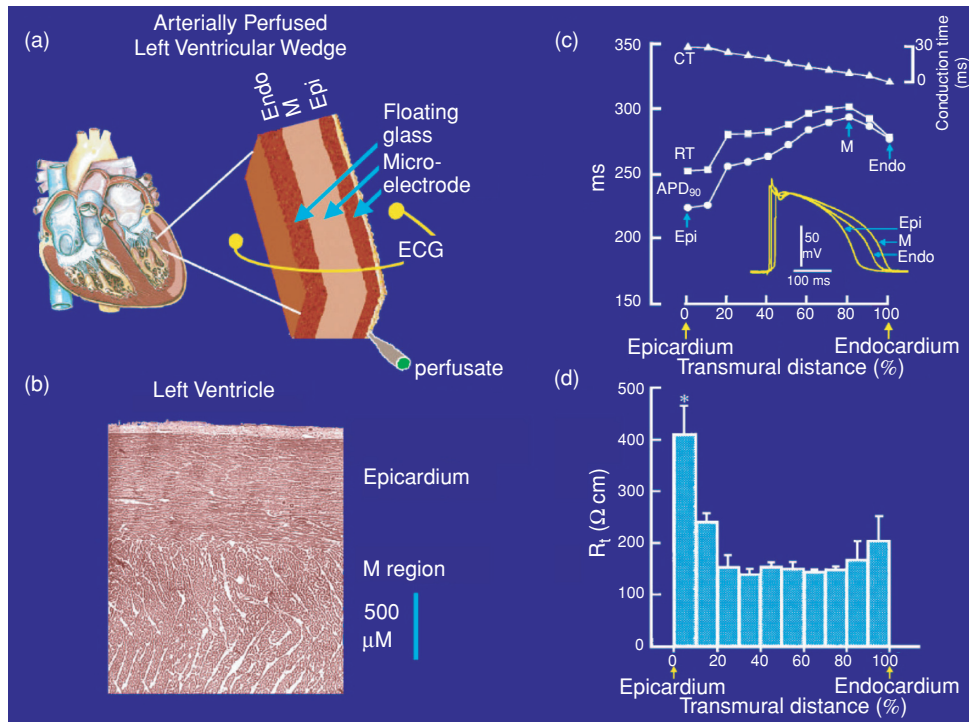 (a)
Arterially Perfused
Left Ventricular Wedge
Endo
M
Epi
Floating
glass
Micro-
electrode
ECG
perfusate
(b)
Left Ventricle
Epicardium
M region
500
µM
(c)
350
300
250
200
150
ms
CT
RT
APD90
Epi
M
Endo
30
0
Conduction time
(ms)
50
mV
100 ms
Epi
M
Endo
0 20 40 60 80 100
Epicardium Endocardium
Transmural distance (%)
(d)
500
400
300
200
100
0
Rt (Ω cm)
*
0 20 40 60 80 100
Epicardium Endocardium
Transmural distance (%)